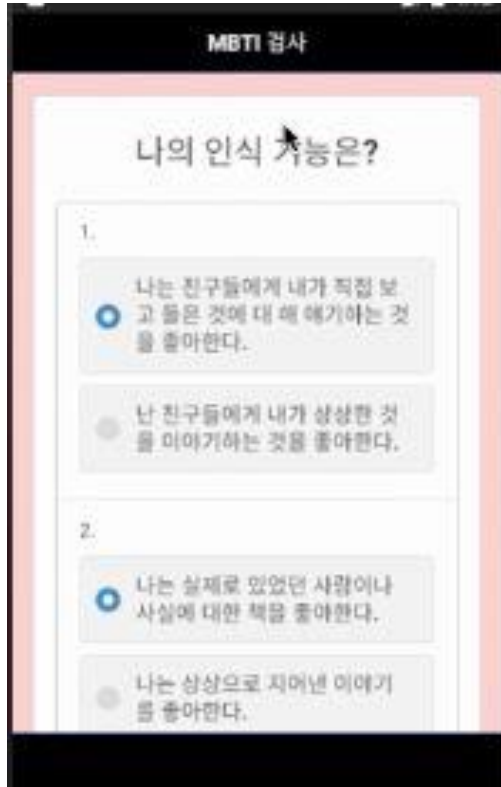 MBTI 검사
나의 인식 기능은?
1.
나는 친구들에게 내가 직접 보
고 들은 것에 대 해 얘기하는 것
을 좋아한다.
난 친구들에게 내가 상상한 것
을 이야기하는 것을 좋아한다.
2.
나는 실제로 있었던 사람이나
사실에 대한 책을 좋아한다.
나는 상상으로 지어낸 이야기
를 좋아한다.